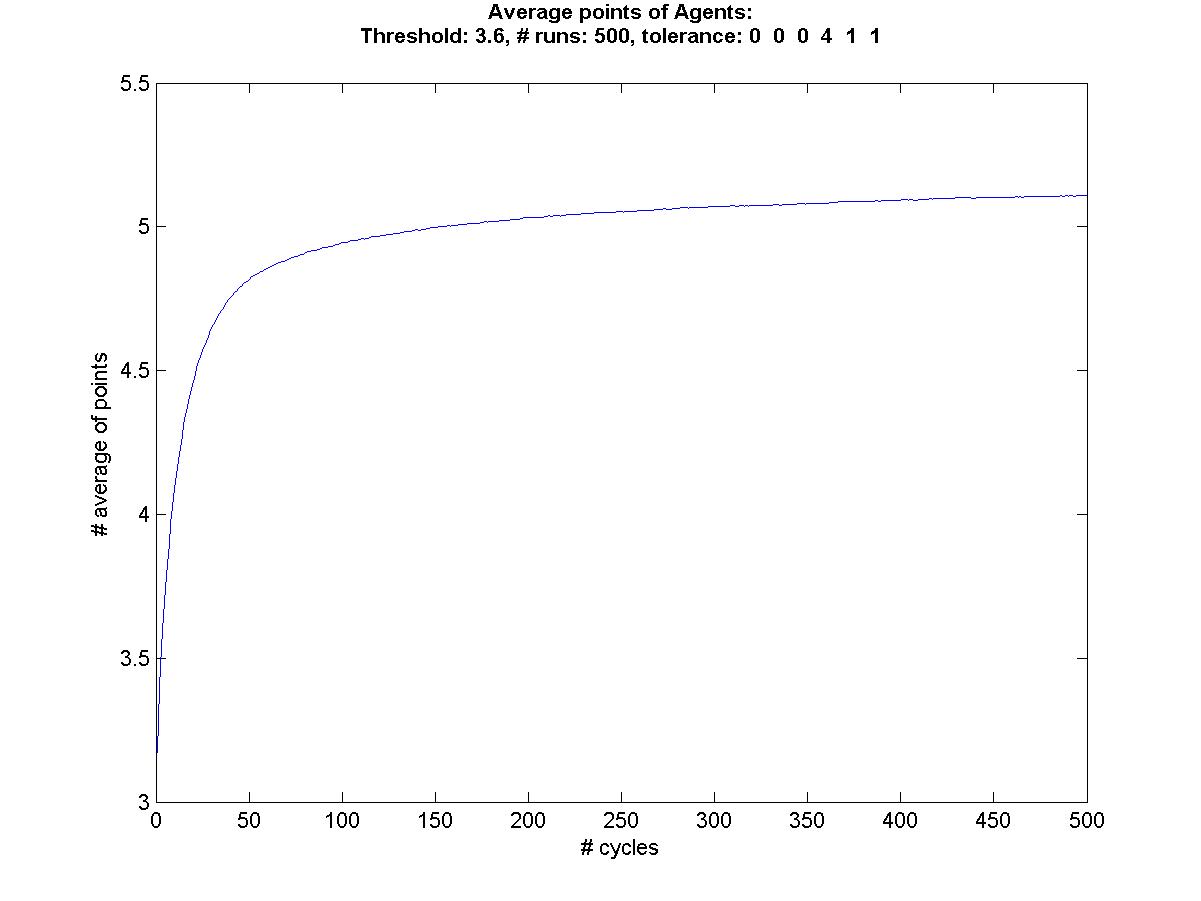 Average points of Agents:
Threshold: 3.6, # runs: 500, tolerance: 0 0 0 4 1 1
5.5
5
4.5
4
3.5
3
# average of points
0 50 100 150 200 250 300 350 400 450 500
# cycles